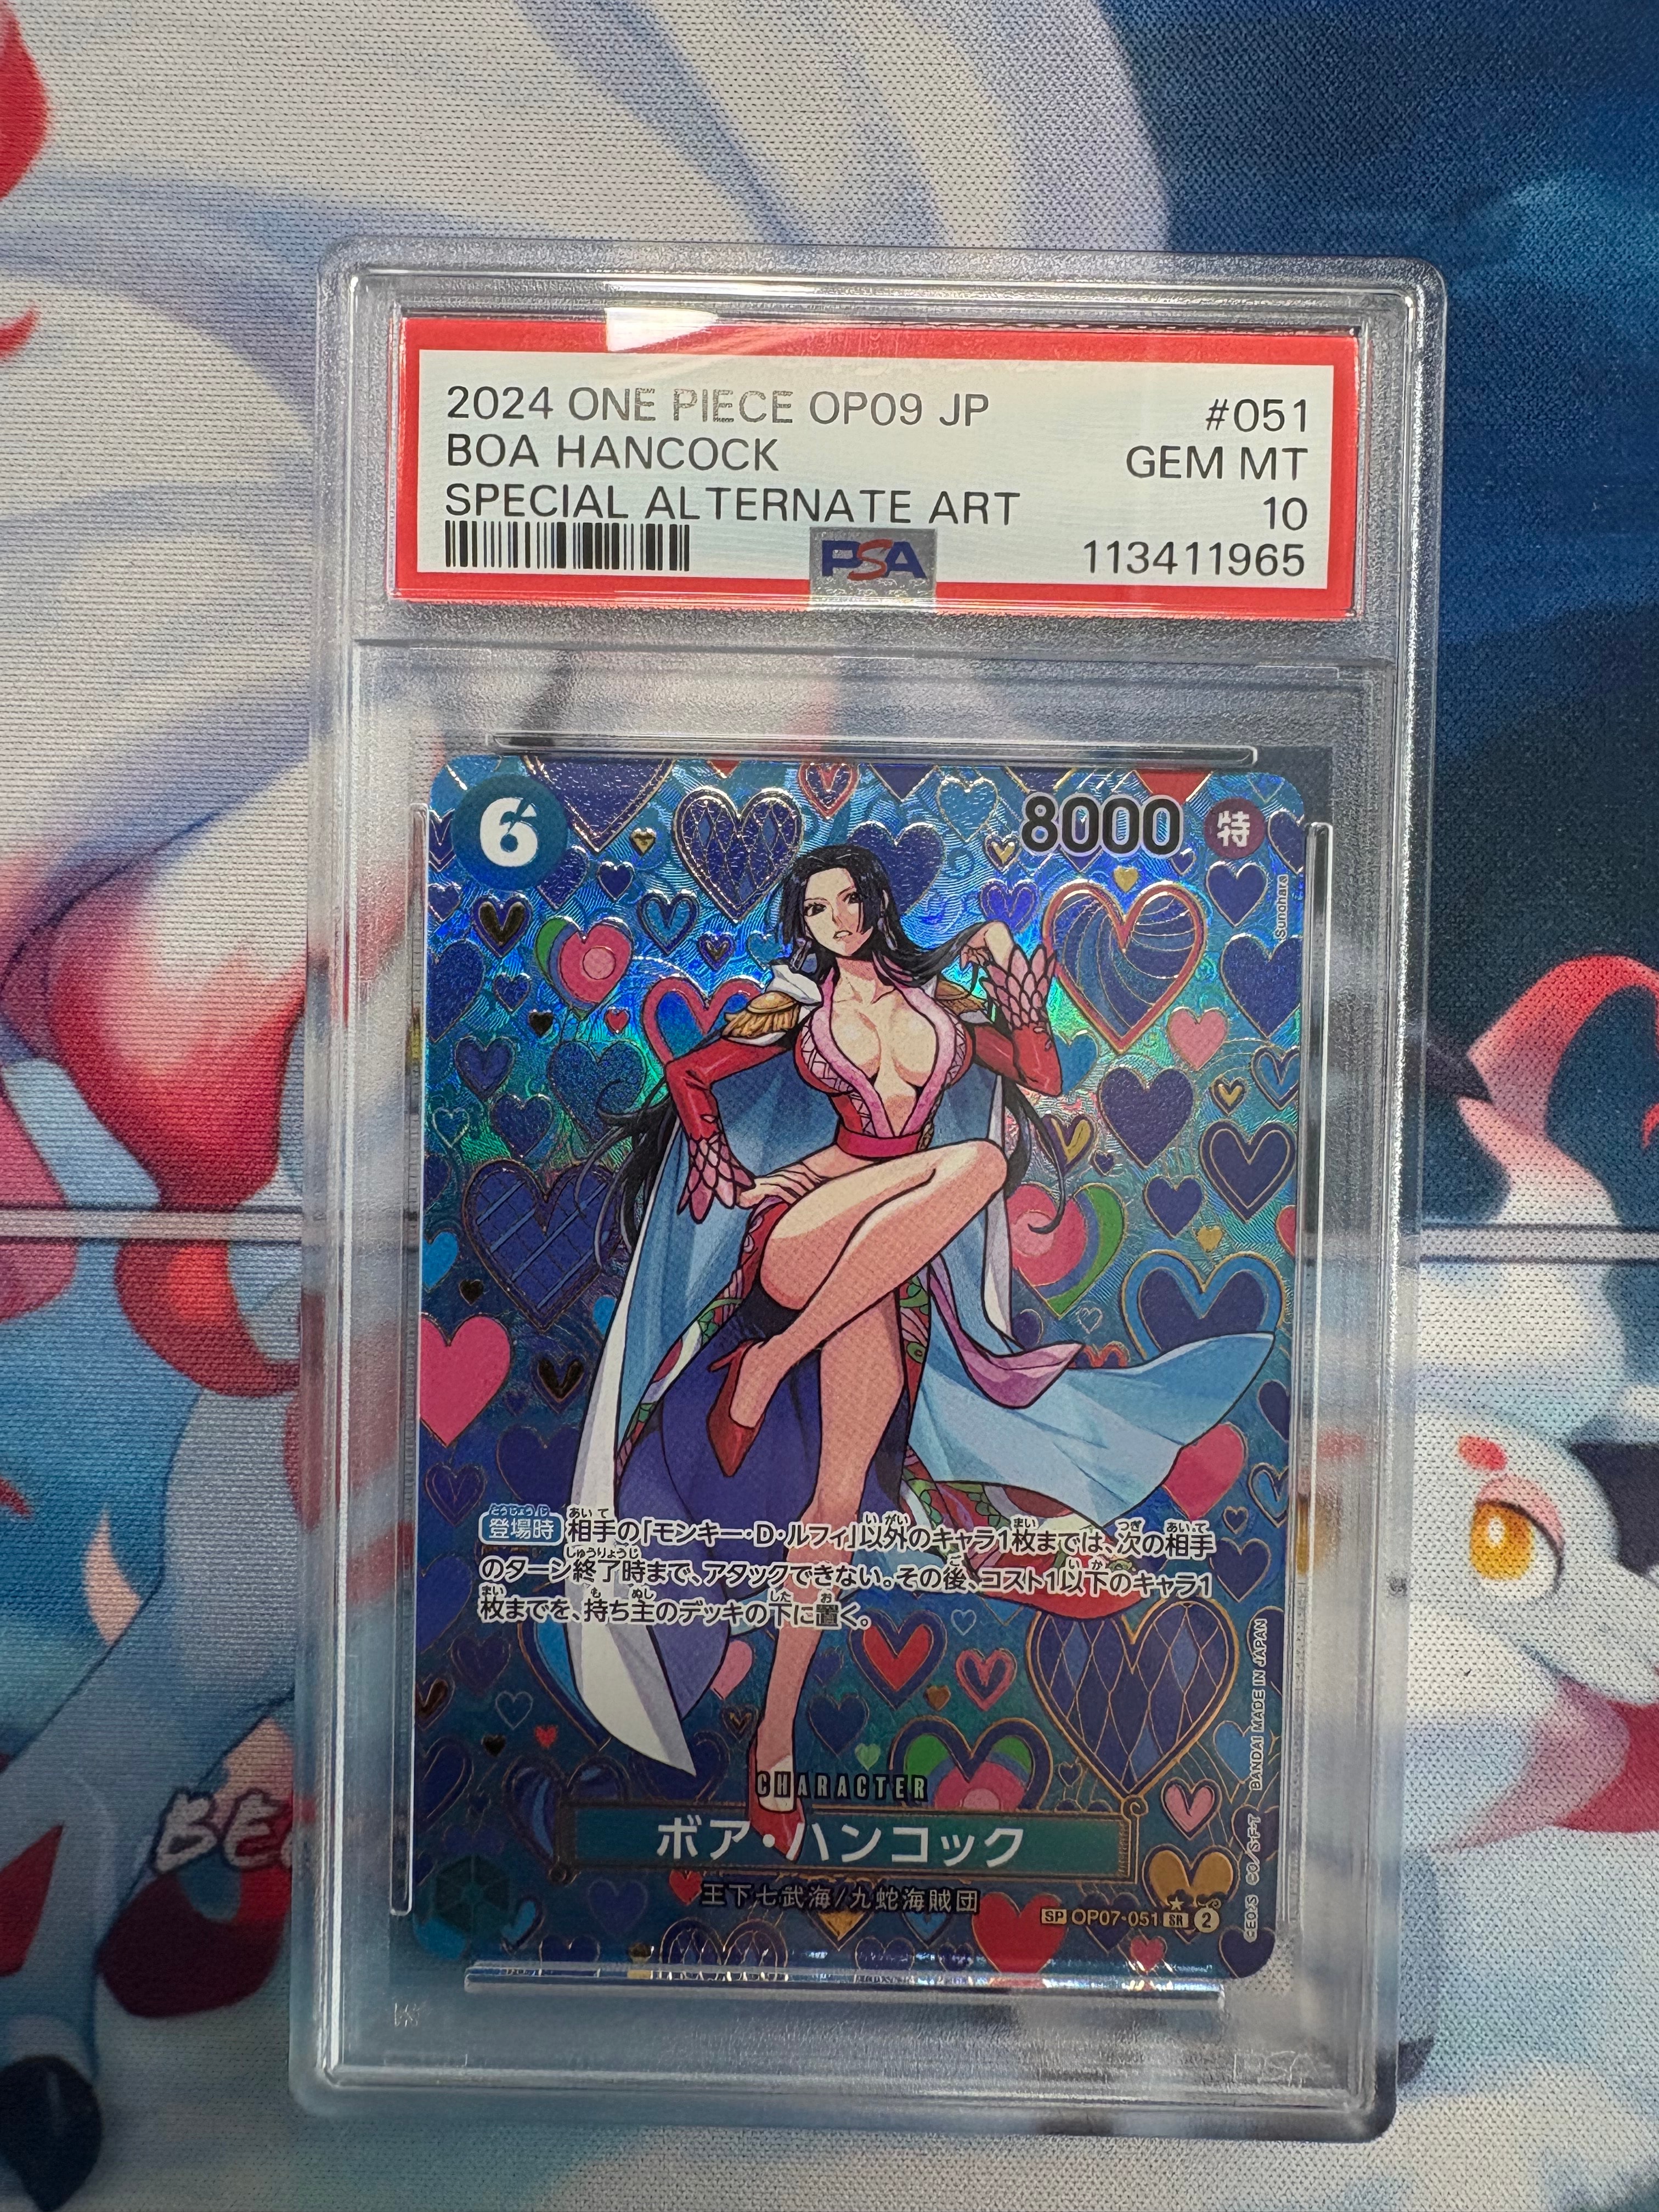 2024 ONE PIECE OP09 JP #051
BOA HANCOCK GEM MT
SPECIAL ALTERNATE ART 10
PSA 113411965
6 8000 特
Sunohara
登場時 相手の「モンキー・D・ルフィ」以外のキャラ1枚までは、次の相手
のターン終了時まで、アタックできない。その後、コスト1以下のキャラ1
枚までを、持ち主のデッキの下に置く。
CHARACTER
ボア・ハンコック
王下七武海/九蛇海賊団
SP OP07-051 SR 2
BANDAI MADE IN JAPAN